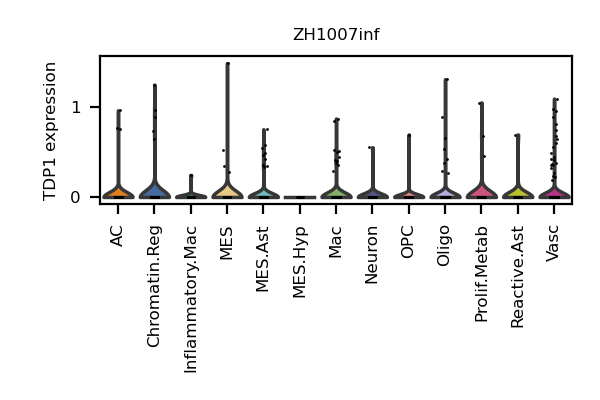 ZH1007inf
TDP1 expression
1
0
AC
Chromatin.Reg
Inflammatory.Mac
MES
MES.Ast
MES.Hyp
Mac
Neuron
OPC
Oligo
Prolif.Metab
Reactive.Ast
Vasc